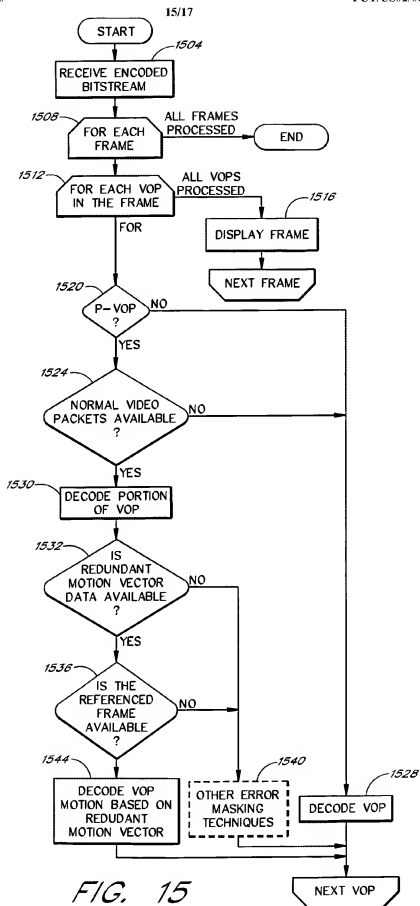 15/17
START
1504
RECEIVE ENCODED
BITSTREAM
1508
FOR EACH
FRAME
ALL FRAMES
PROCESSED
END
1512
FOR EACH VOP
IN THE FRAME
ALL VOPS
PROCESSED
1516
DISPLAY FRAME
NEXT FRAME
FOR
1520
P-VOP
?
NO
YES
1524
NORMAL VIDEO
PACKETS AVAILABLE
?
NO
YES
1530
DECODE PORTION
OF VOP
1532
IS
REDUNDANT
MOTION VECTOR
DATA AVAILABLE
?
NO
YES
1536
IS THE
REFERENCED
FRAME
AVAILABLE
?
NO
1544
DECODE VOP
MOTION BASED ON
REDUDANT
MOTION VECTOR
1540
OTHER ERROR
MASKING
TECHNIQUES
1528
DECODE VOP
NEXT VOP
FIG. 15